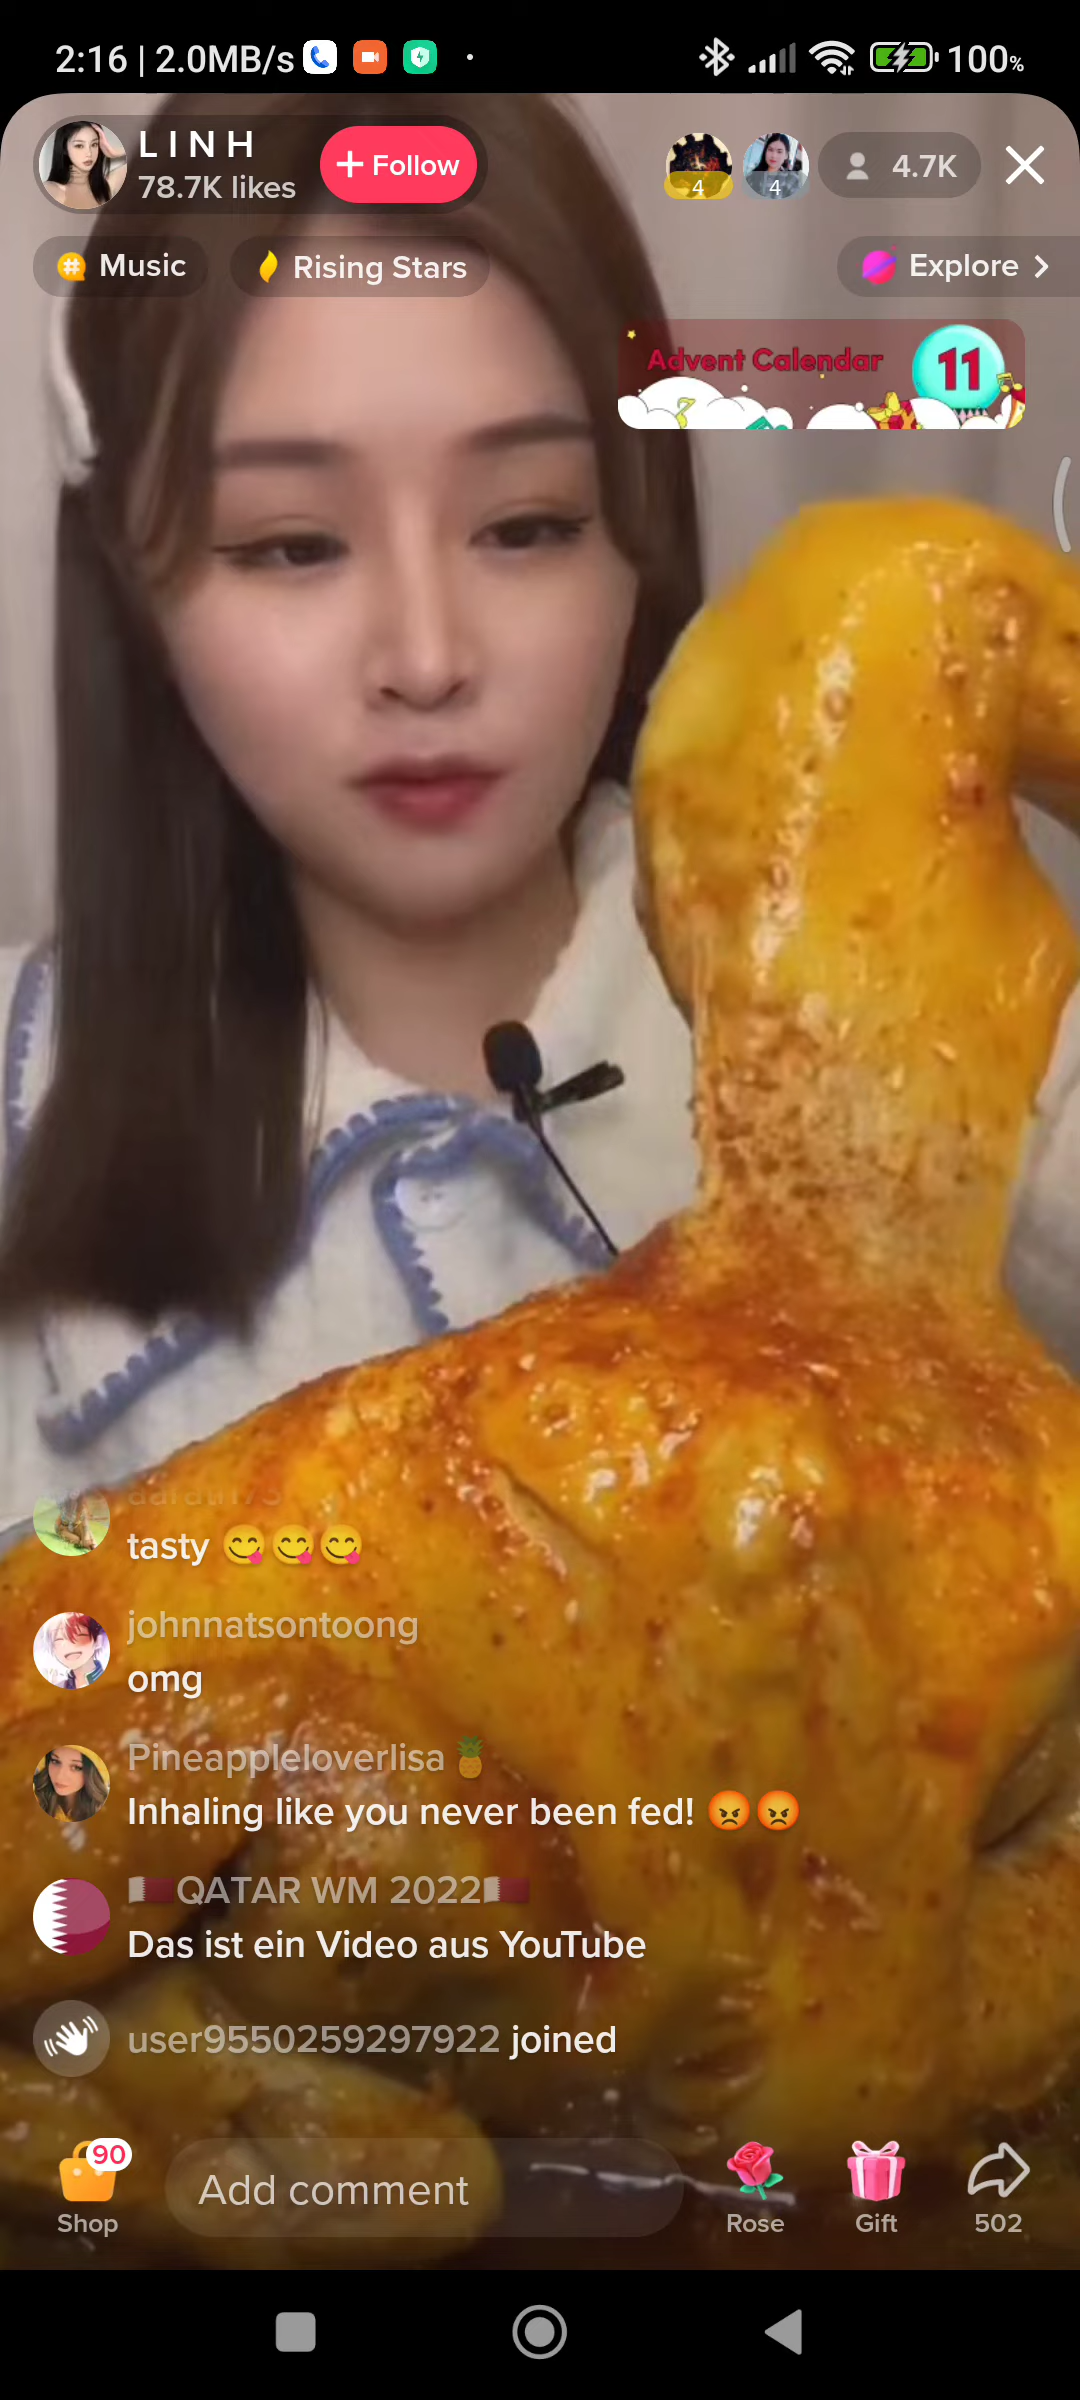 2:16 | 2.0MB/s 100%
L I N H
78.7K likes
+ Follow
4
4
4.7K
Music
Rising Stars
Explore >
Advent Calendar
11
tasty 😋😋😋
johnnatsontoong
omg
Pineappleloverlisa🍍
Inhaling like you never been fed! 😡😡
🇶🇦QATAR WM 2022🇶🇦
Das ist ein Video aus YouTube
user9550259297922 joined
90
Shop
Add comment
Rose
Gift
502